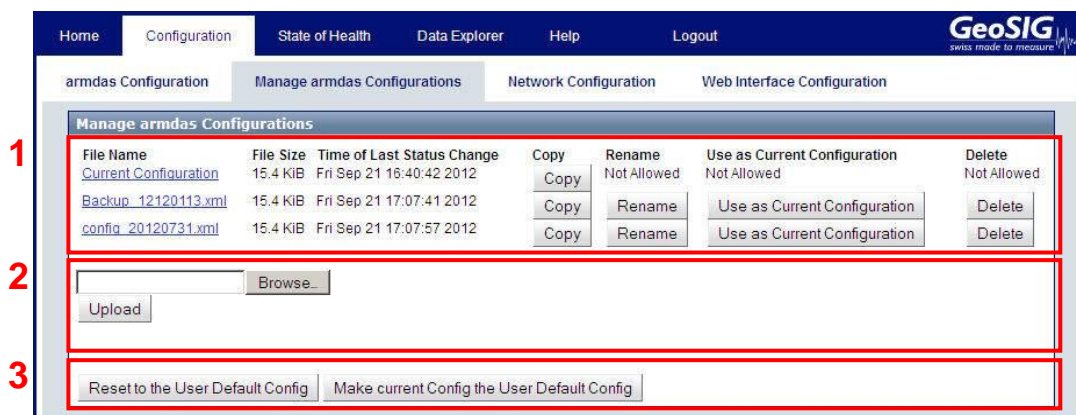 Home Configuration State of Health Data Explorer Help Logout GeoSIG
swiss made to measure
armdas Configuration Manage armdas Configurations Network Configuration Web Interface Configuration
Manage armdas Configurations
1
File Name File Size Time of Last Status Change Copy Rename Use as Current Configuration Delete
Current Configuration 15.4 KiB Fri Sep 21 16:40:42 2012 Copy Not Allowed Not Allowed Not Allowed
Backup_12120113.xml 15.4 KiB Fri Sep 21 17:07:41 2012 Copy Rename Use as Current Configuration Delete
config_20120731.xml 15.4 KiB Fri Sep 21 17:07:57 2012 Copy Rename Use as Current Configuration Delete
2
Browse...
Upload
3
Reset to the User Default Config Make current Config the User Default Config